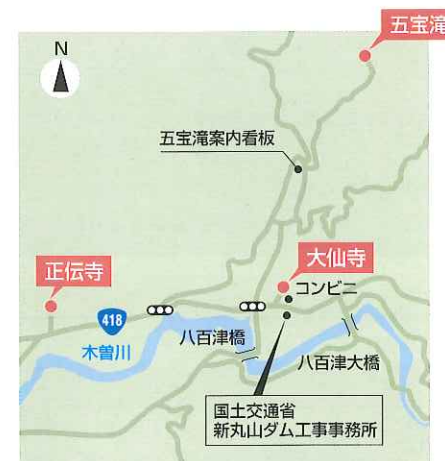 五宝滝
N
五宝滝案内看板
大仙寺
コンビニ
正伝寺
418
木曽川
八百津橋
八百津大橋
国土交通省
新丸山ダム工事事務所